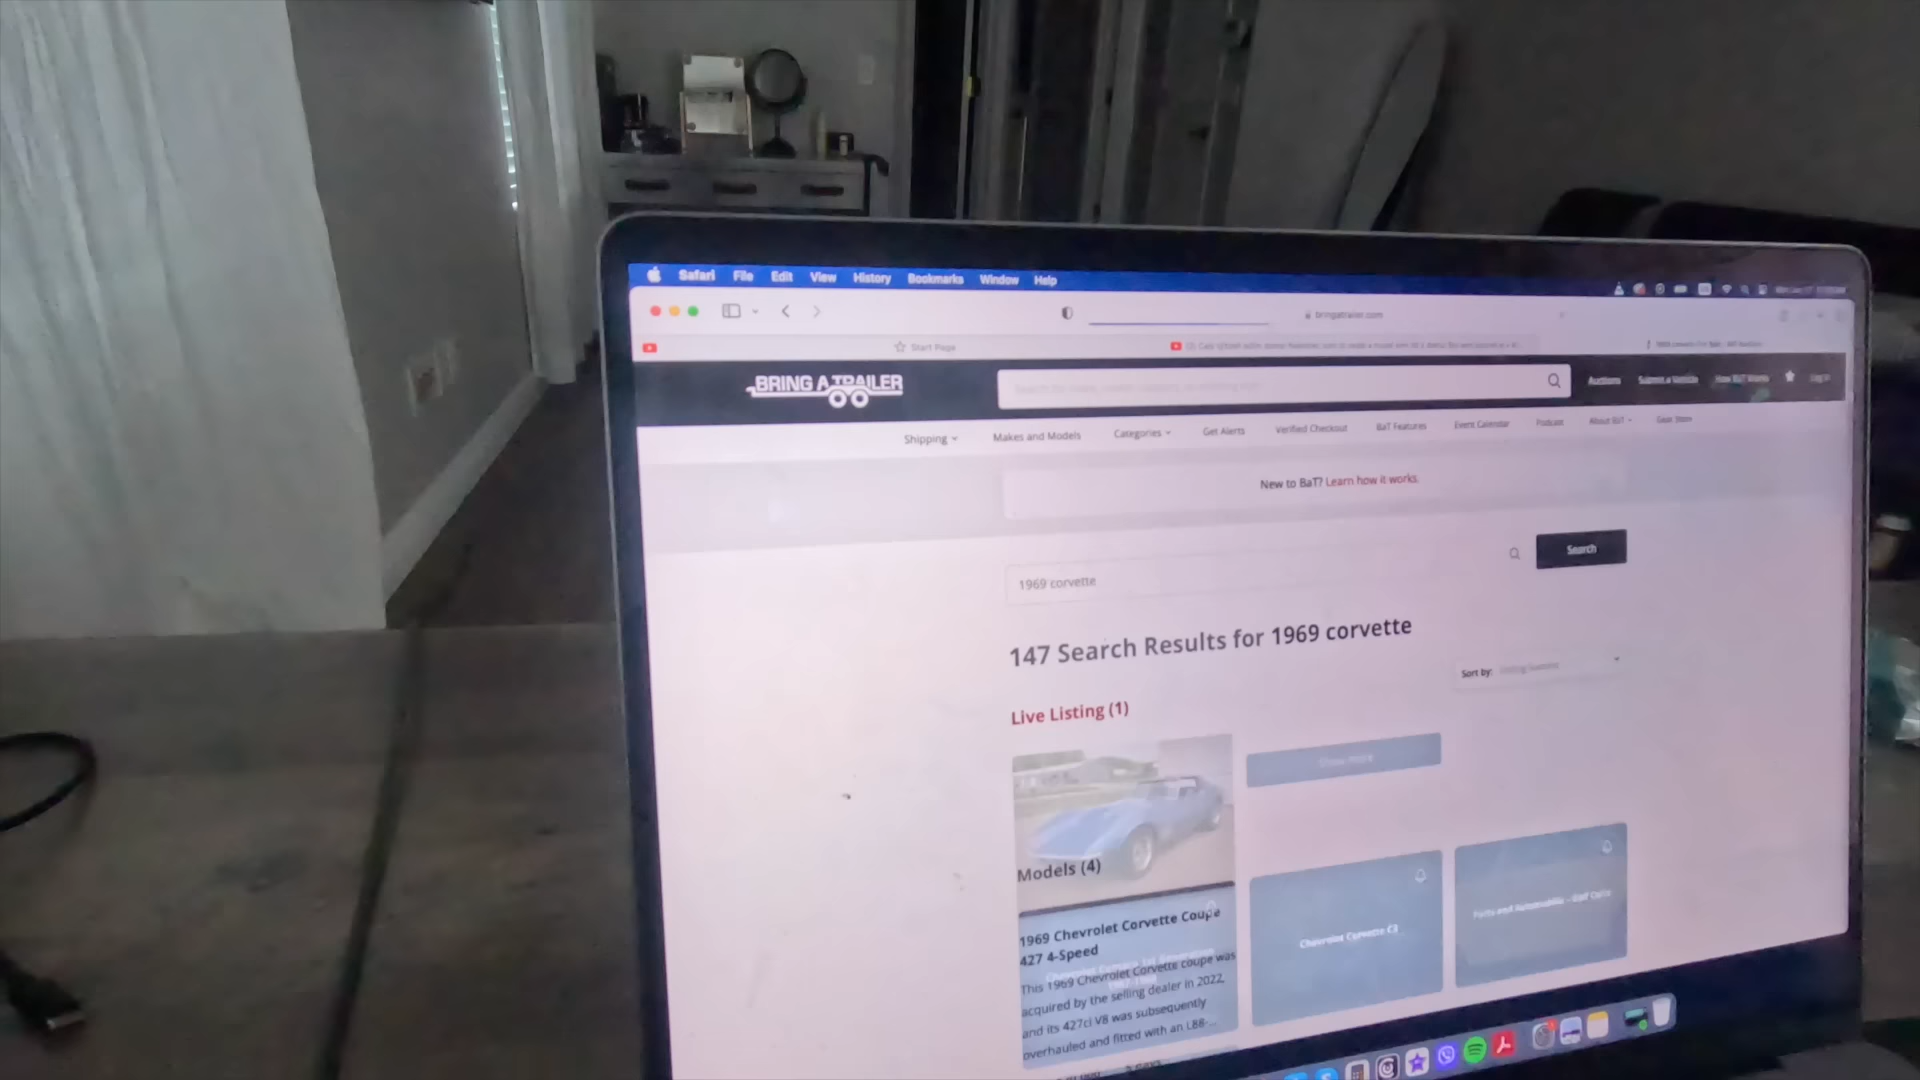 Safari File Edit View History Bookmarks Window Help
bringatrailer.com
Start Page
BRING A TRAILER
Auctions Submit a Vehicle How BaT Works Log In
Shipping Makes and Models Categories Get Alerts Verified Checkout BaT Features Event Calendar Podcast About BaT Gear Store
New to BaT? Learn how it works.
1969 corvette
Search
147 Search Results for 1969 corvette
Sort by:
Live Listing (1)
Show more
Models (4)
1969 Chevrolet Corvette Coupe
427 4-Speed
This 1969 Chevrolet Corvette coupe was
acquired by the selling dealer in 2022,
and its 427ci V8 was subsequently
overhauled and fitted with an L88-...
Chevrolet Corvette C3